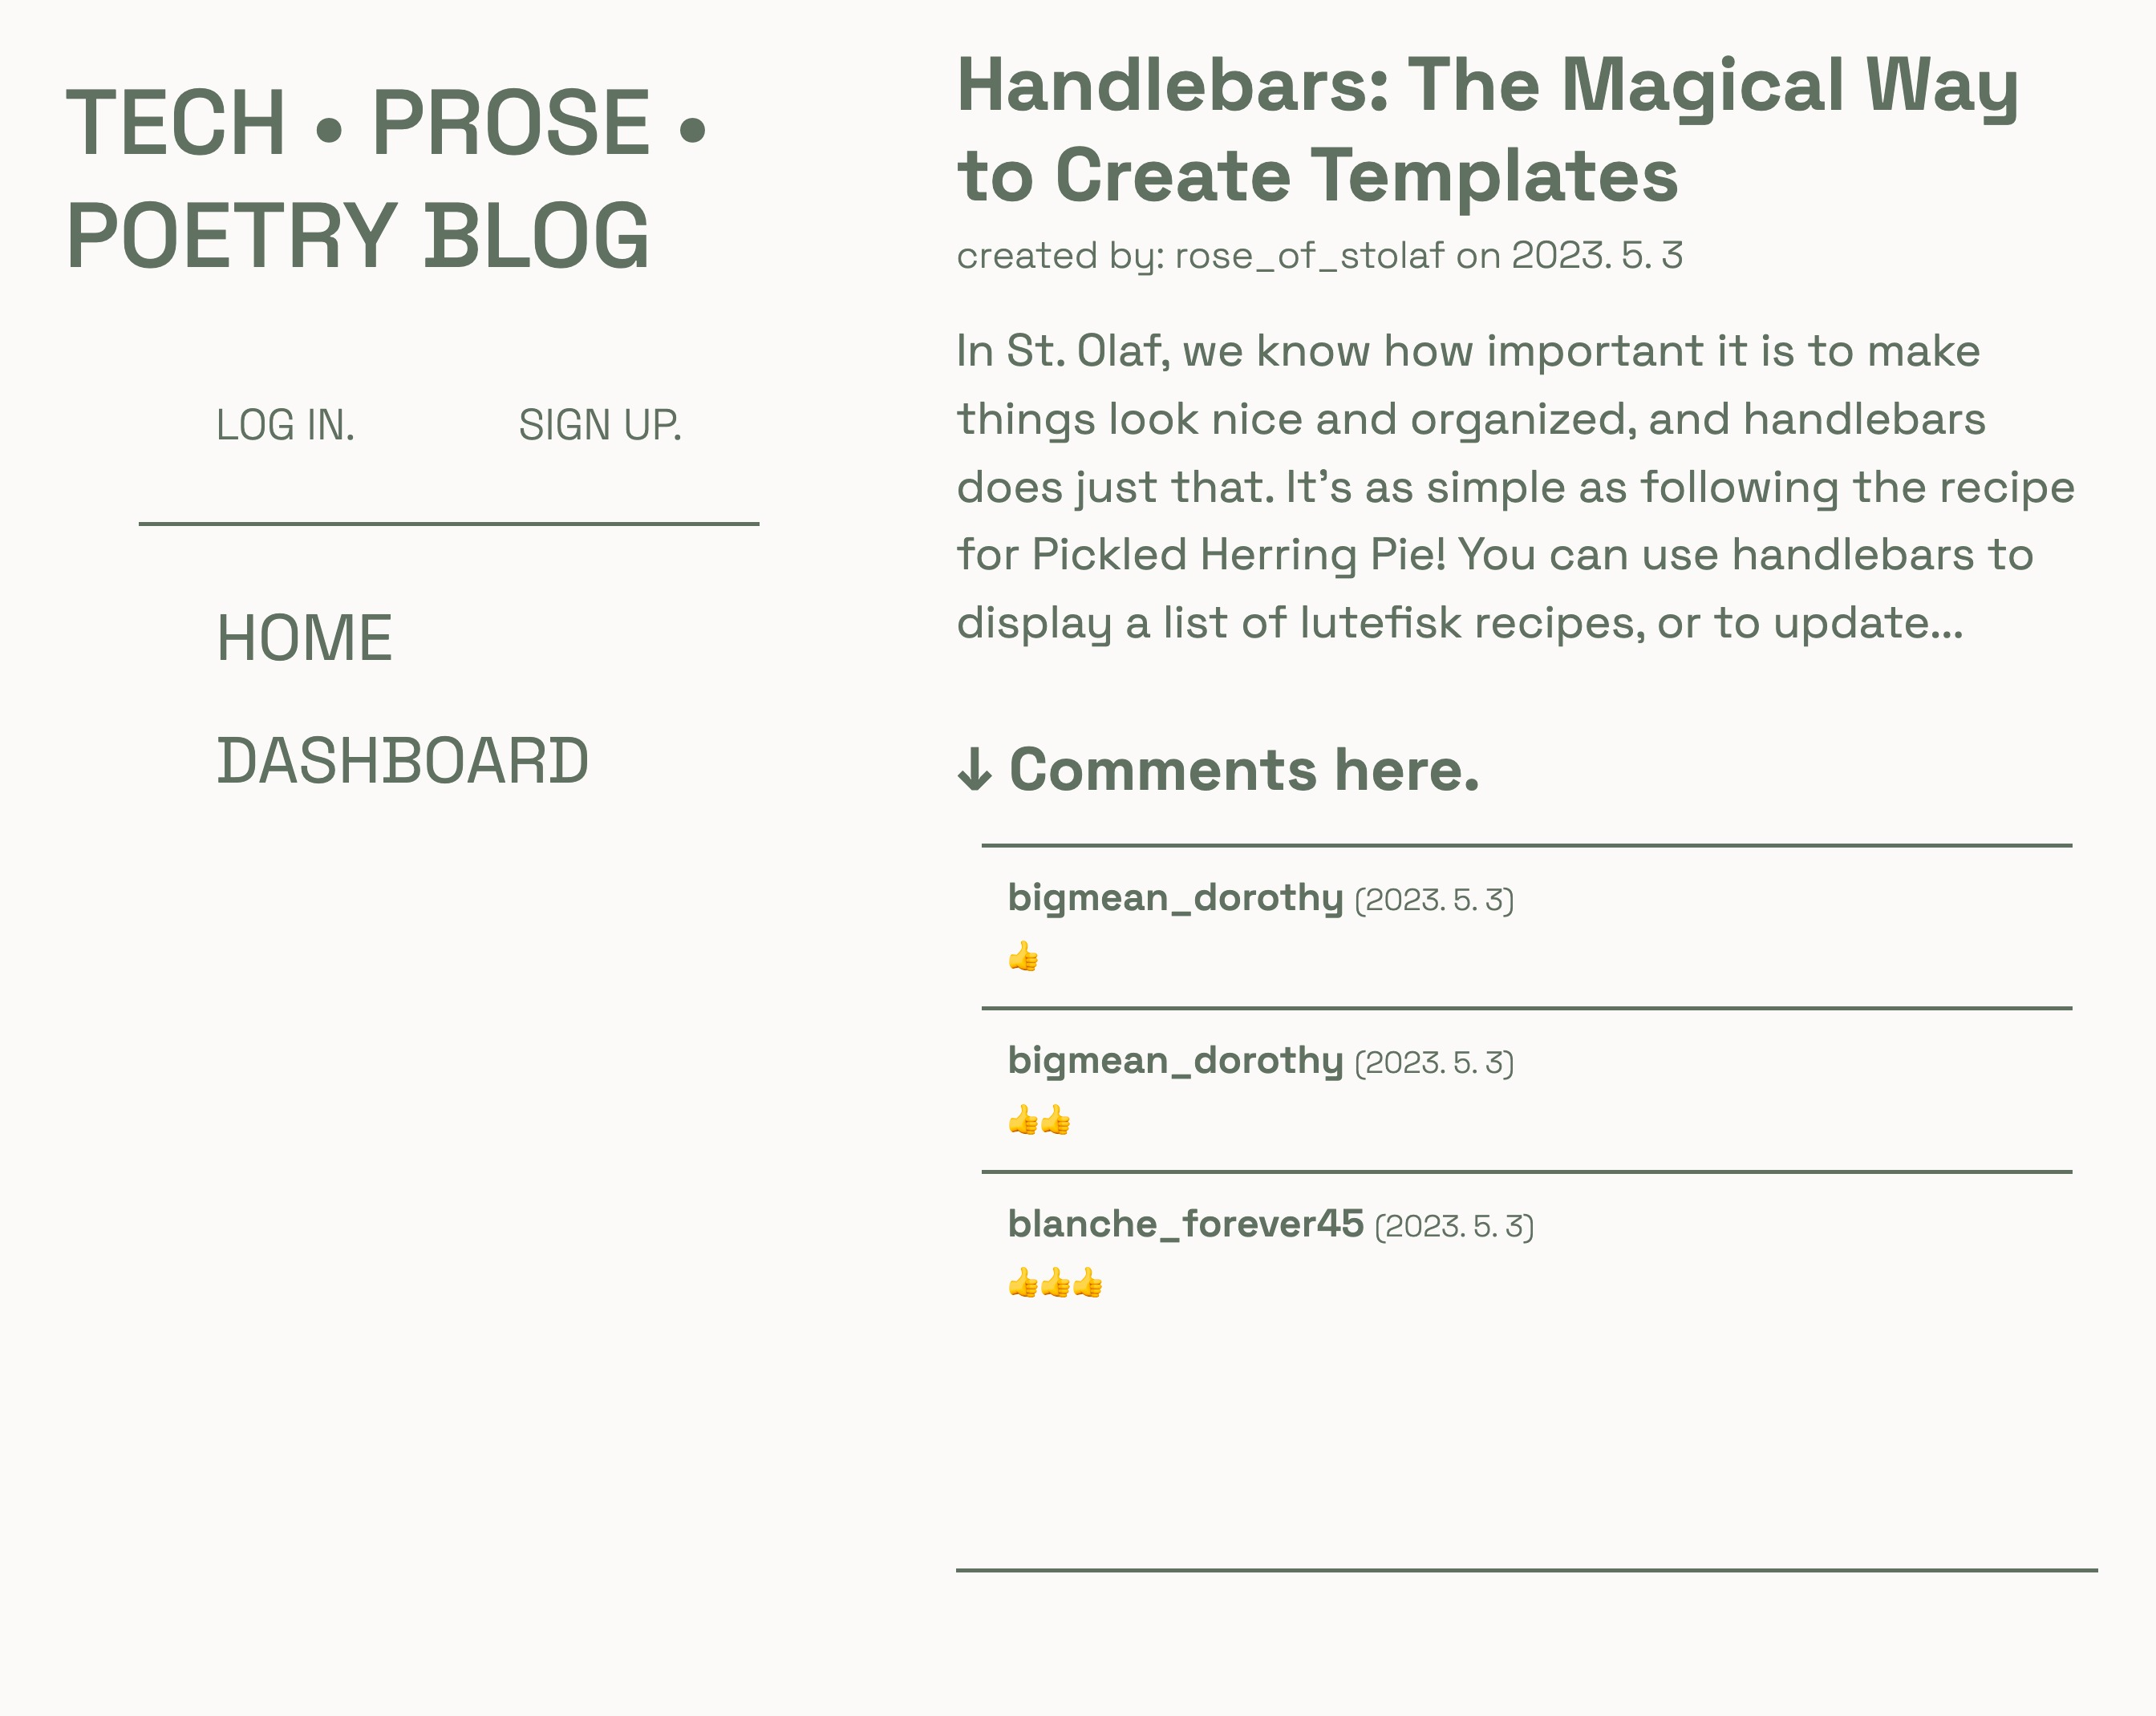 TECH • PROSE •
POETRY BLOG
LOG IN.
SIGN UP.
HOME
DASHBOARD
Handlebars: The Magical Way
to Create Templates
created by: rose_of_stolaf on 2023. 5. 3
In St. Olaf, we know how important it is to make
things look nice and organized, and handlebars
does just that. It’s as simple as following the recipe
for Pickled Herring Pie! You can use handlebars to
display a list of lutefisk recipes, or to update...
↓ Comments here.
bigmean_dorothy (2023. 5. 3)
👍
bigmean_dorothy (2023. 5. 3)
👍👍
blanche_forever45 (2023. 5. 3)
👍👍👍